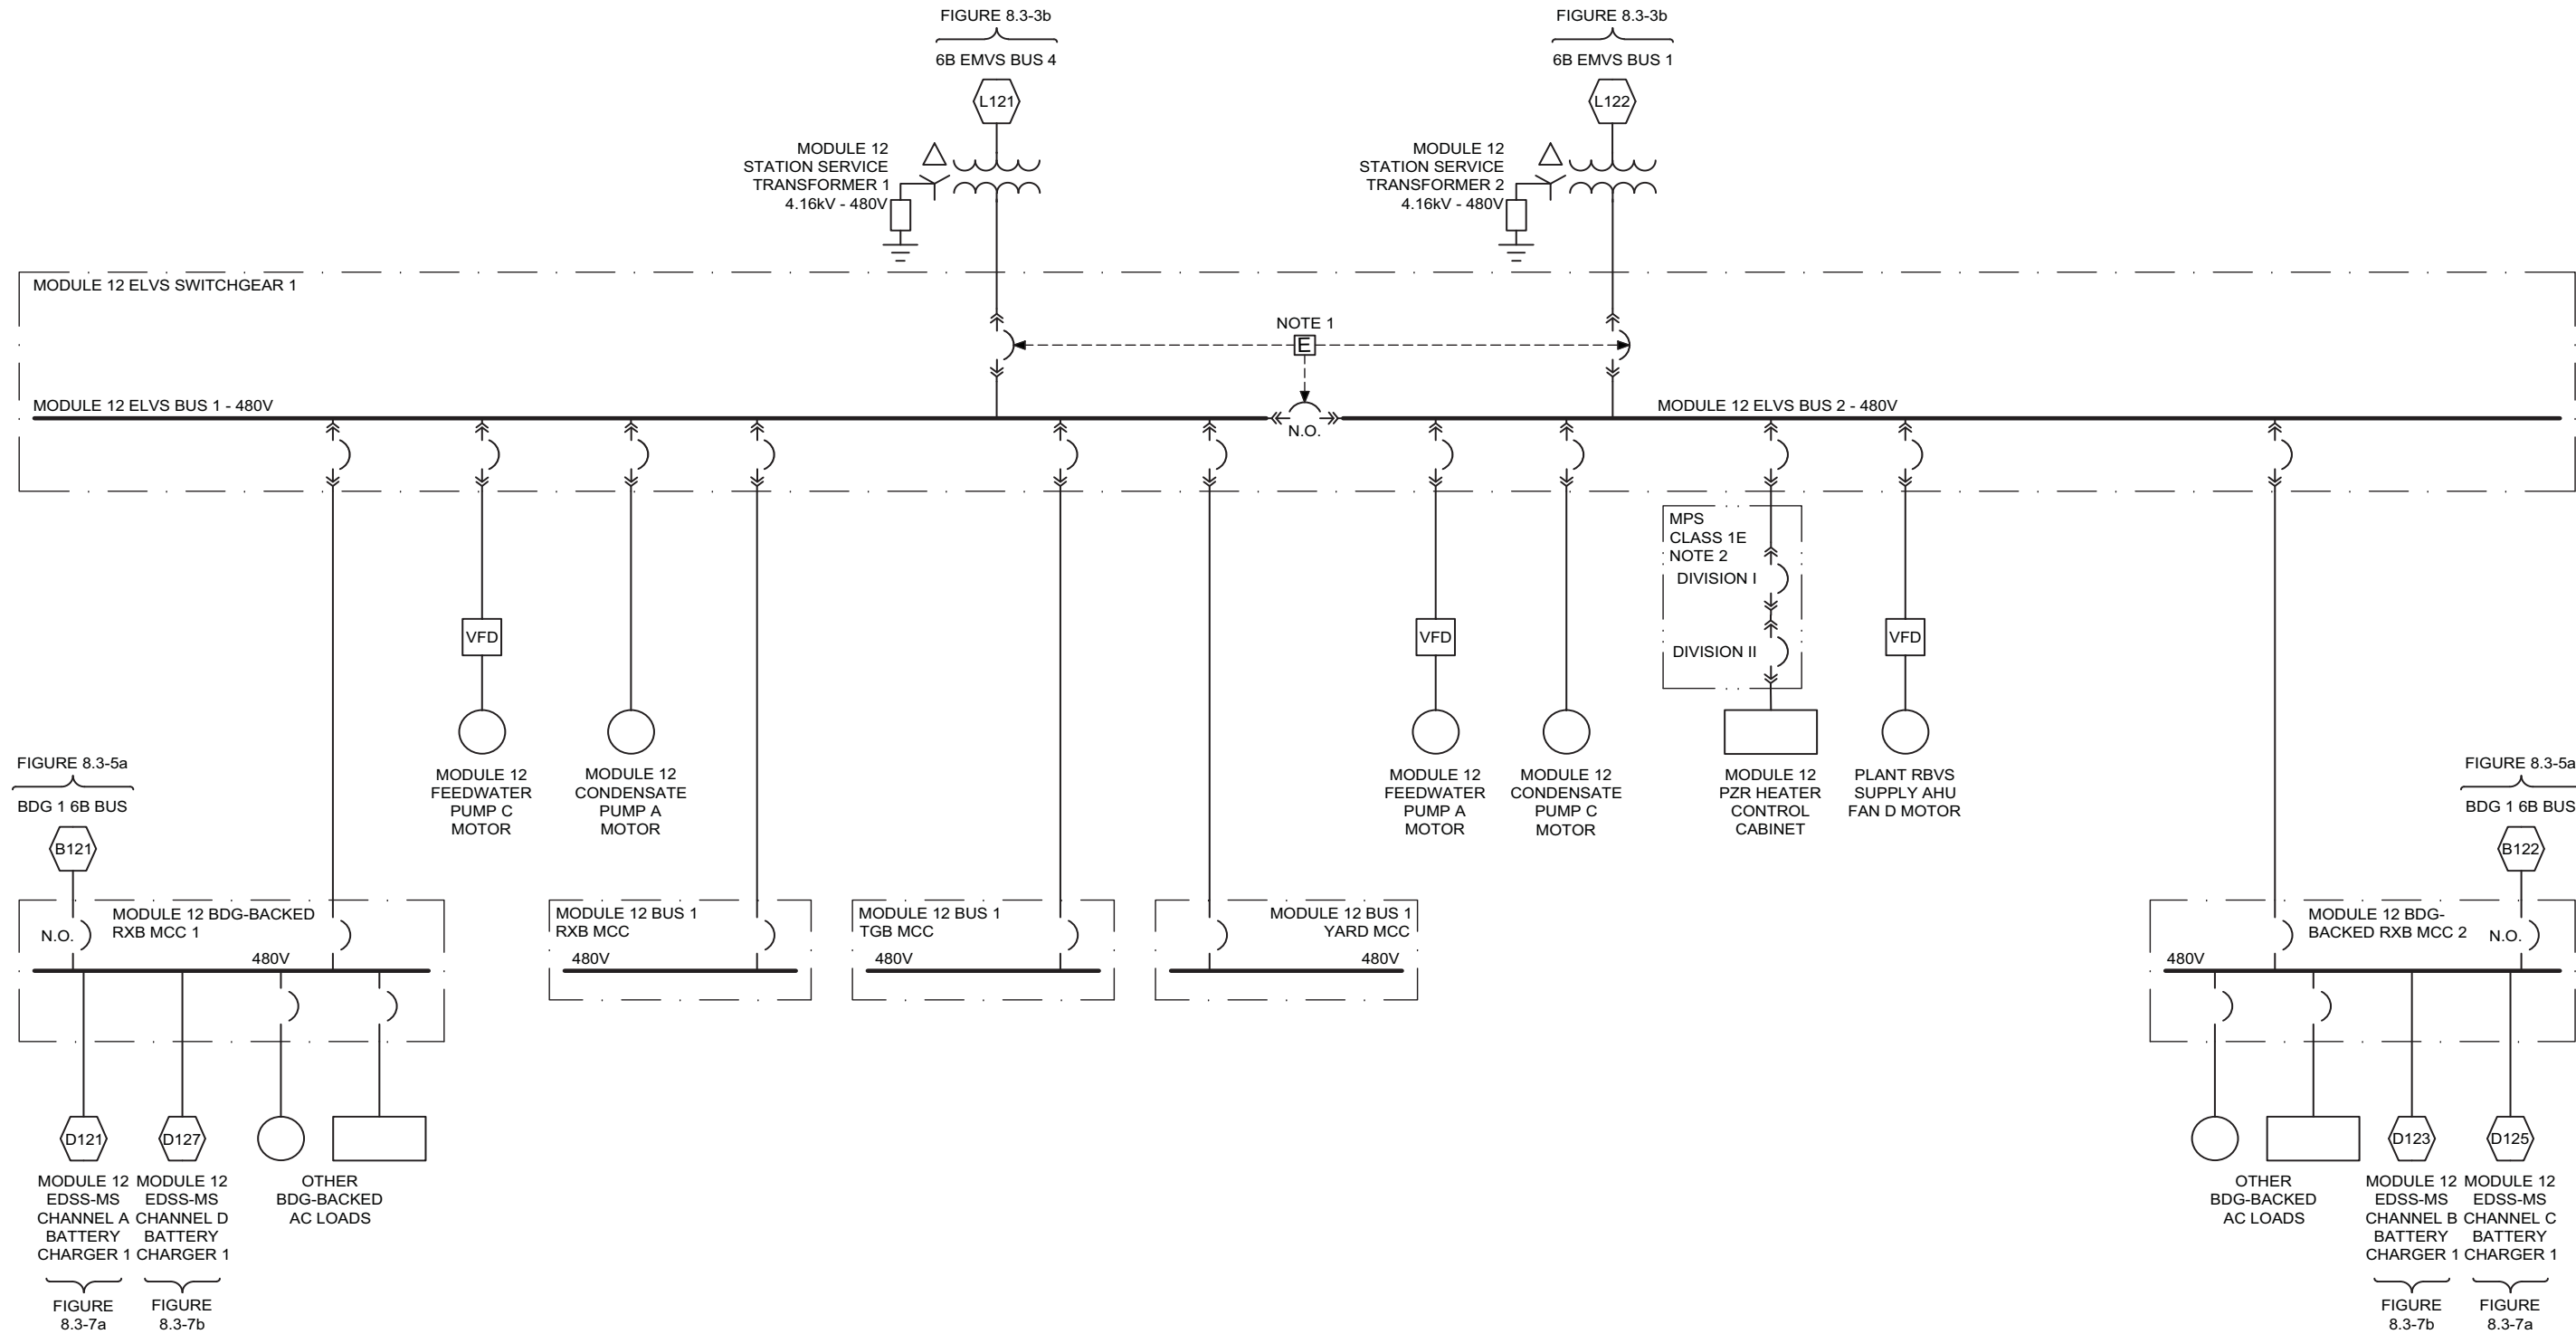 FIGURE 8.3-3b
6B EMVS BUS 4
L121
MODULE 12
STATION SERVICE
TRANSFORMER 1
4.16kV - 480V
FIGURE 8.3-3b
6B EMVS BUS 1
L122
MODULE 12
STATION SERVICE
TRANSFORMER 2
4.16kV - 480V
MODULE 12 ELVS SWITCHGEAR 1
NOTE 1
E
MODULE 12 ELVS BUS 1 - 480V
N.O.
MODULE 12 ELVS BUS 2 - 480V
VFD
MODULE 12
FEEDWATER
PUMP C
MOTOR
MODULE 12
CONDENSATE
PUMP A
MOTOR
VFD
MODULE 12
FEEDWATER
PUMP A
MOTOR
MODULE 12
CONDENSATE
PUMP C
MOTOR
MPS
CLASS 1E
NOTE 2
DIVISION I
DIVISION II
MODULE 12
PZR HEATER
CONTROL
CABINET
VFD
PLANT RBVS
SUPPLY AHU
FAN D MOTOR
FIGURE 8.3-5a
BDG 1 6B BUS
B121
N.O.
MODULE 12 BDG-BACKED
RXB MCC 1
480V
MODULE 12 BUS 1
RXB MCC
480V
MODULE 12 BUS 1
TGB MCC
480V
MODULE 12 BUS 1
YARD MCC
480V
FIGURE 8.3-5a
BDG 1 6B BUS
B122
MODULE 12 BDG-
BACKED RXB MCC 2
N.O.
480V
D121
MODULE 12
EDSS-MS
CHANNEL A
BATTERY
CHARGER 1
FIGURE
8.3-7a
D127
MODULE 12
EDSS-MS
CHANNEL D
BATTERY
CHARGER 1
FIGURE
8.3-7b
OTHER
BDG-BACKED
AC LOADS
OTHER
BDG-BACKED
AC LOADS
D123
MODULE 12
EDSS-MS
CHANNEL B
BATTERY
CHARGER 1
FIGURE
8.3-7b
D125
MODULE 12
EDSS-MS
CHANNEL C
BATTERY
CHARGER 1
FIGURE
8.3-7a